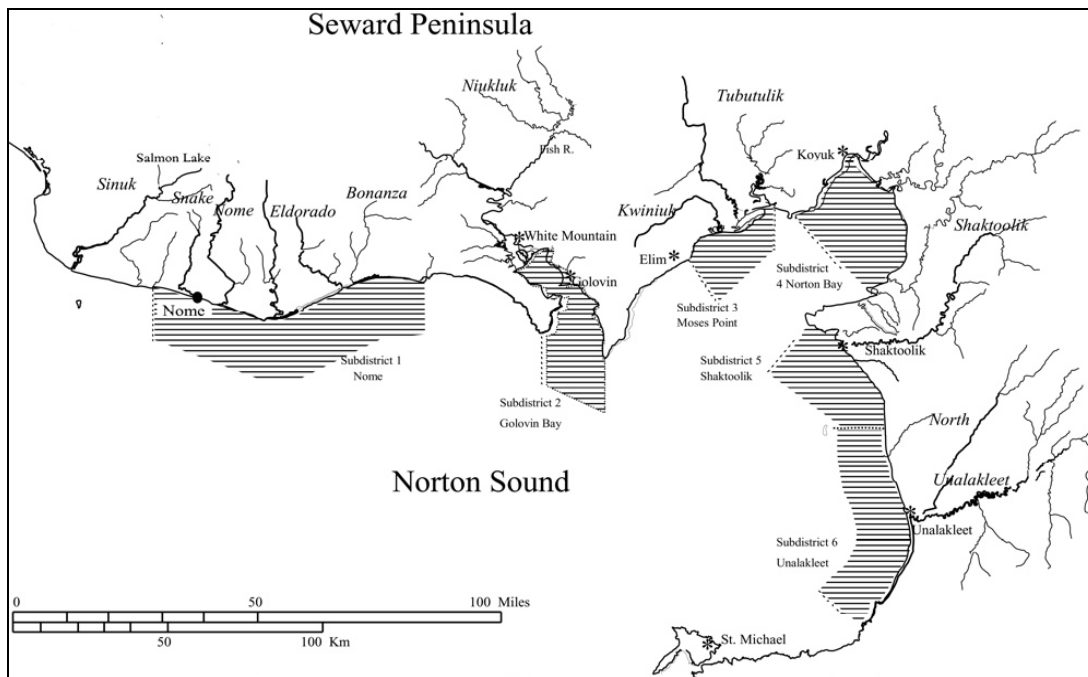 Seward Peninsula
Niukluk
Tubutulik
Koyuk
Fish R.
Salmon Lake
Sinuk
Snake
Nome
Eldorado
Bonanza
Kwiniuk
Shaktoolik
White Mountain
Elim
Golovin
Subdistrict
4 Norton Bay
Nome
Subdistrict 3
Moses Point
Subdistrict 1
Nome
Subdistrict 5
Shaktoolik
Shaktoolik
Subdistrict 2
Golovin Bay
North
Norton Sound
Unalakleet
Unalakleet
Subdistrict 6
Unalakleet
0 50 100 Miles
50 100 Km
St. Michael